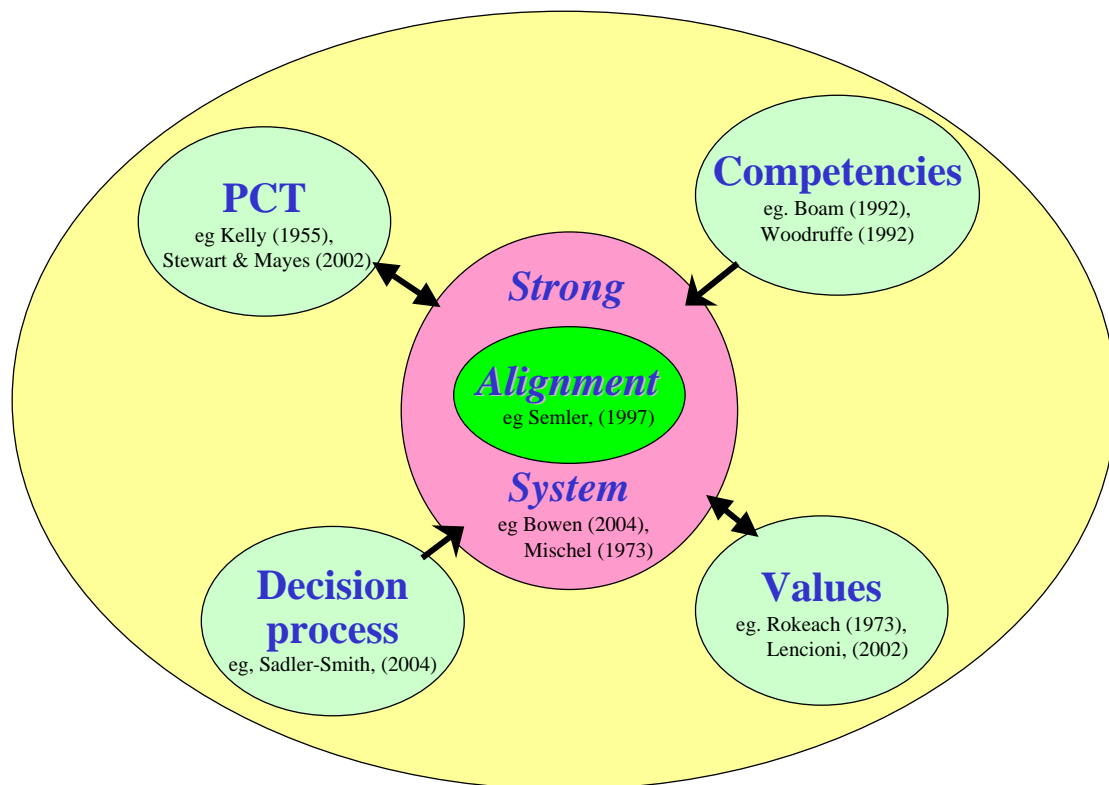 PCT
eg Kelly (1955),
Stewart & Mayes (2002)
Competencies
eg. Boam (1992),
Woodruffe (1992)
Strong
Alignment
eg Semler, (1997)
System
eg Bowen (2004),
Mischel (1973)
Decision
process
eg, Sadler-Smith, (2004)
Values
eg. Rokeach (1973),
Lencioni, (2002)